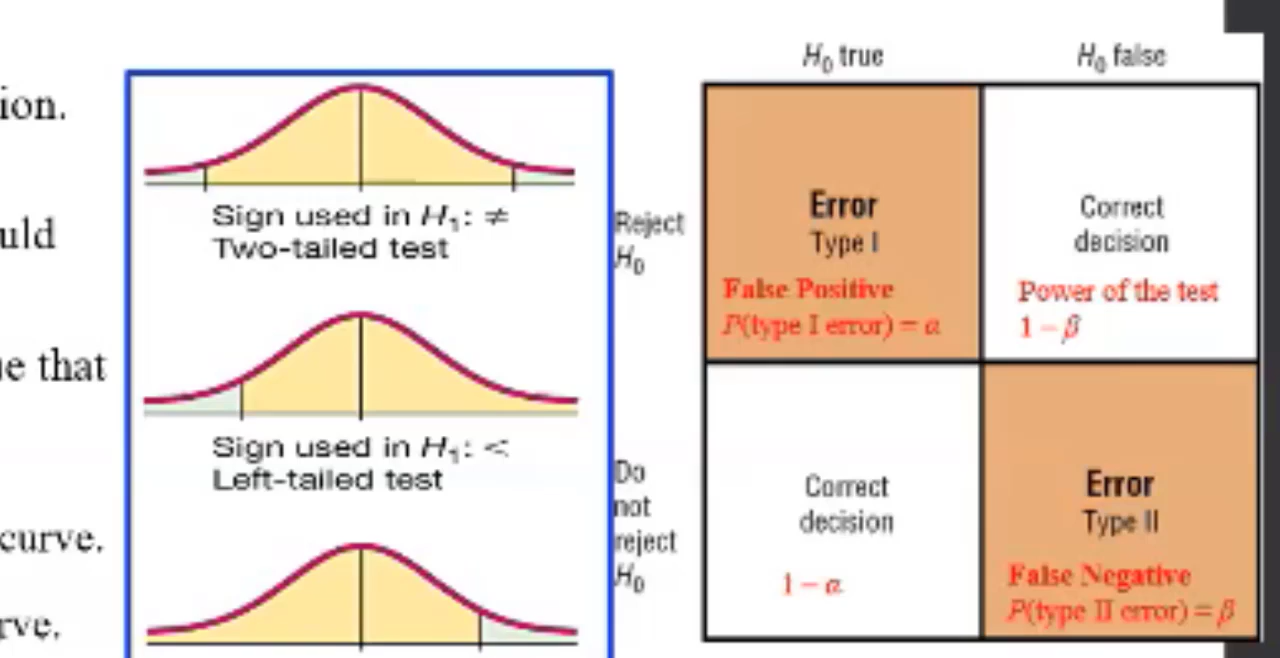 ion.
uld
e that
curve.
rve.
Sign used in H₁: ≠
Two-tailed test
Sign used in H₁: <
Left-tailed test
H₀ true
H₀ false
Reject
H₀
Error
Type I
False Positive
P(type I error) = α
Correct
decision
Power of the test
1 − β
Do
not
reject
H₀
Correct
decision
1 − α
Error
Type II
False Negative
P(type II error) = β